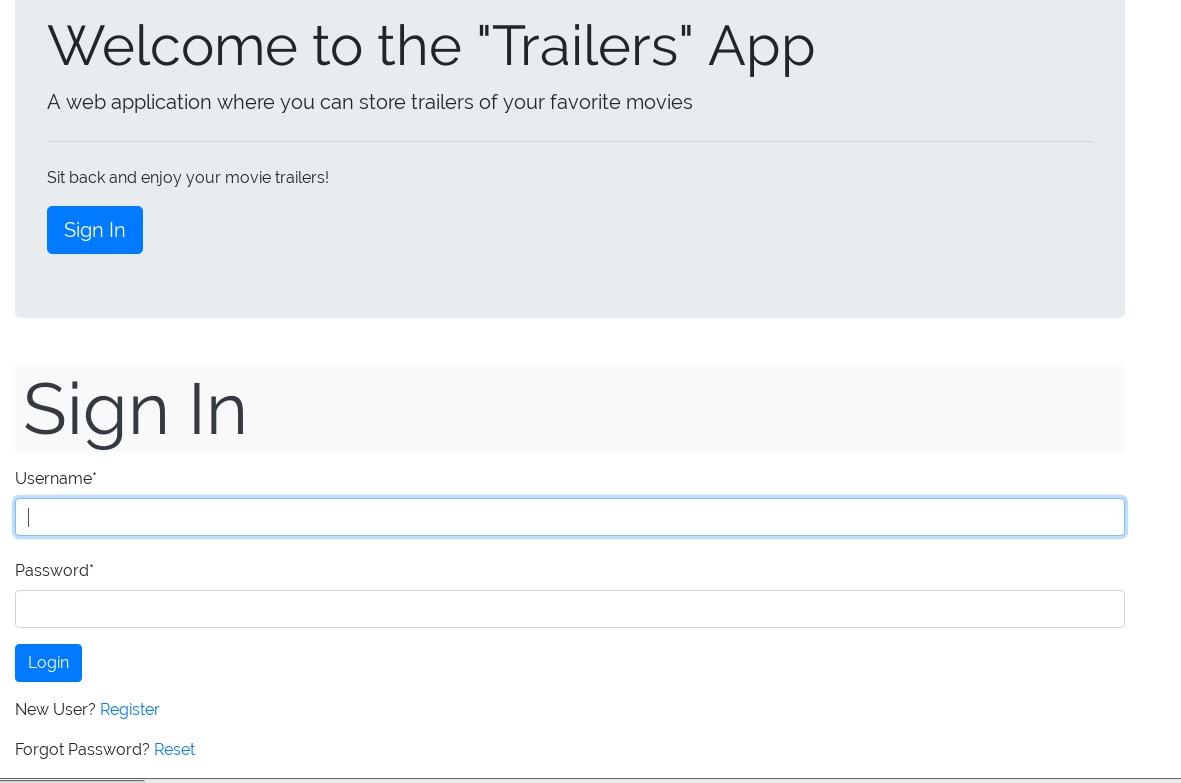 Welcome to the "Trailers" App
A web application where you can store trailers of your favorite movies
Sit back and enjoy your movie trailers!
Sign In
Sign In
Username*
Password*
Login
New User? Register
Forgot Password? Reset